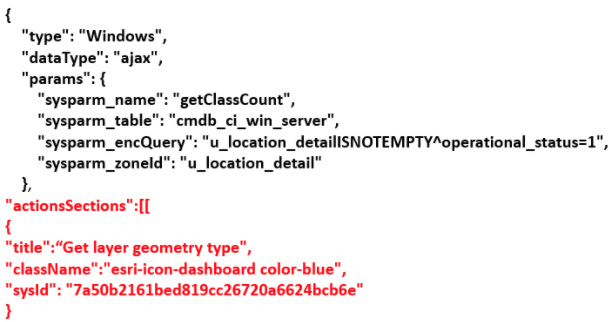 {
"type": "Windows",
"dataType": "ajax",
"params": {
"sysparm_name": "getClassCount",
"sysparm_table": "cmdb_ci_win_server",
"sysparm_encQuery": "u_location_detailISNOTEMPTY^operational_status=1",
"sysparm_zoneId": "u_location_detail"
},
"actionsSections":[[
{
"title":“Get layer geometry type",
"className":"esri-icon-dashboard color-blue",
"sysId": "7a50b2161bed819cc26720a6624bcb6e"
}